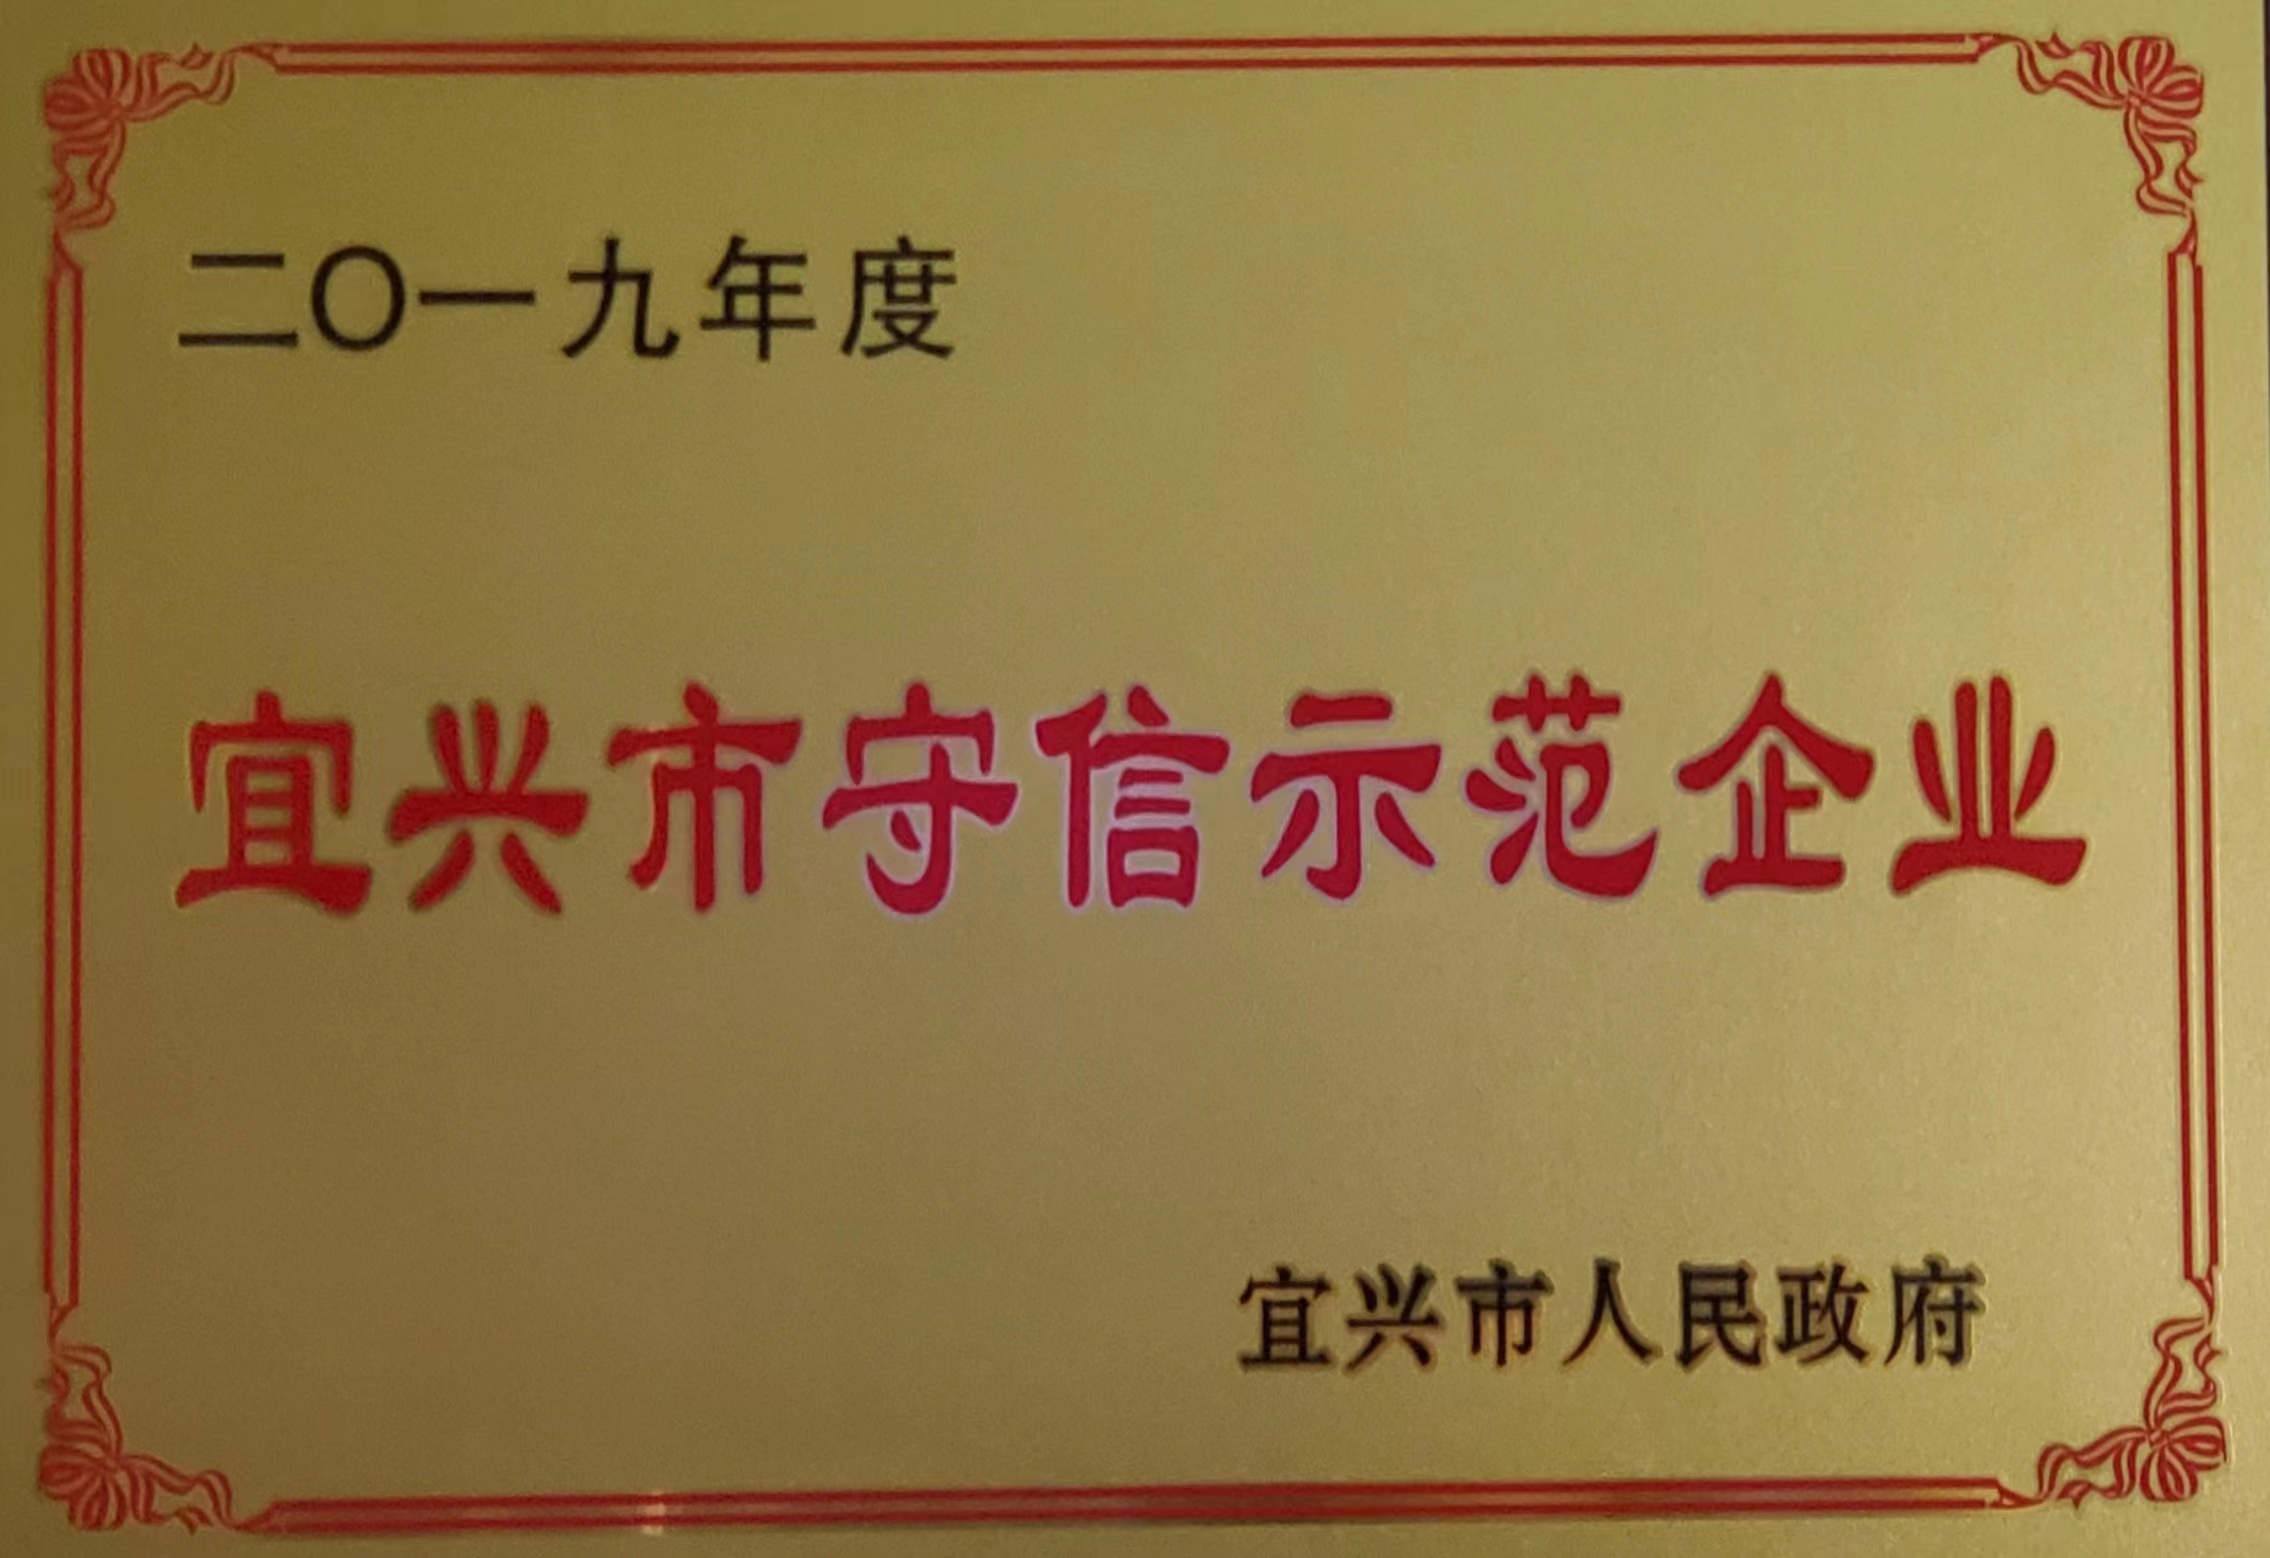 二〇一九年度
宜兴市守信示范企业
宜兴市人民政府